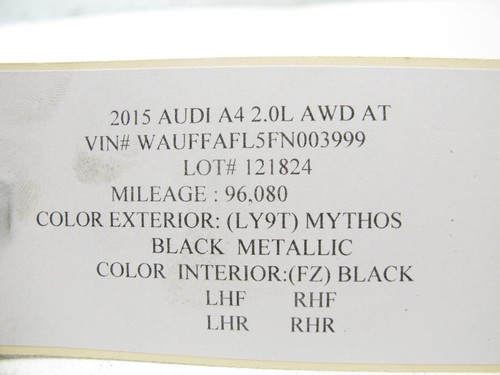 2015 AUDI A4 2.0L AWD AT
VIN# WAUFFAFL5FN003999
LOT# 121824
MILEAGE : 96,080
COLOR EXTERIOR: (LY9T) MYTHOS
BLACK METALLIC
COLOR INTERIOR:(FZ) BLACK
LHF RHF
LHR RHR